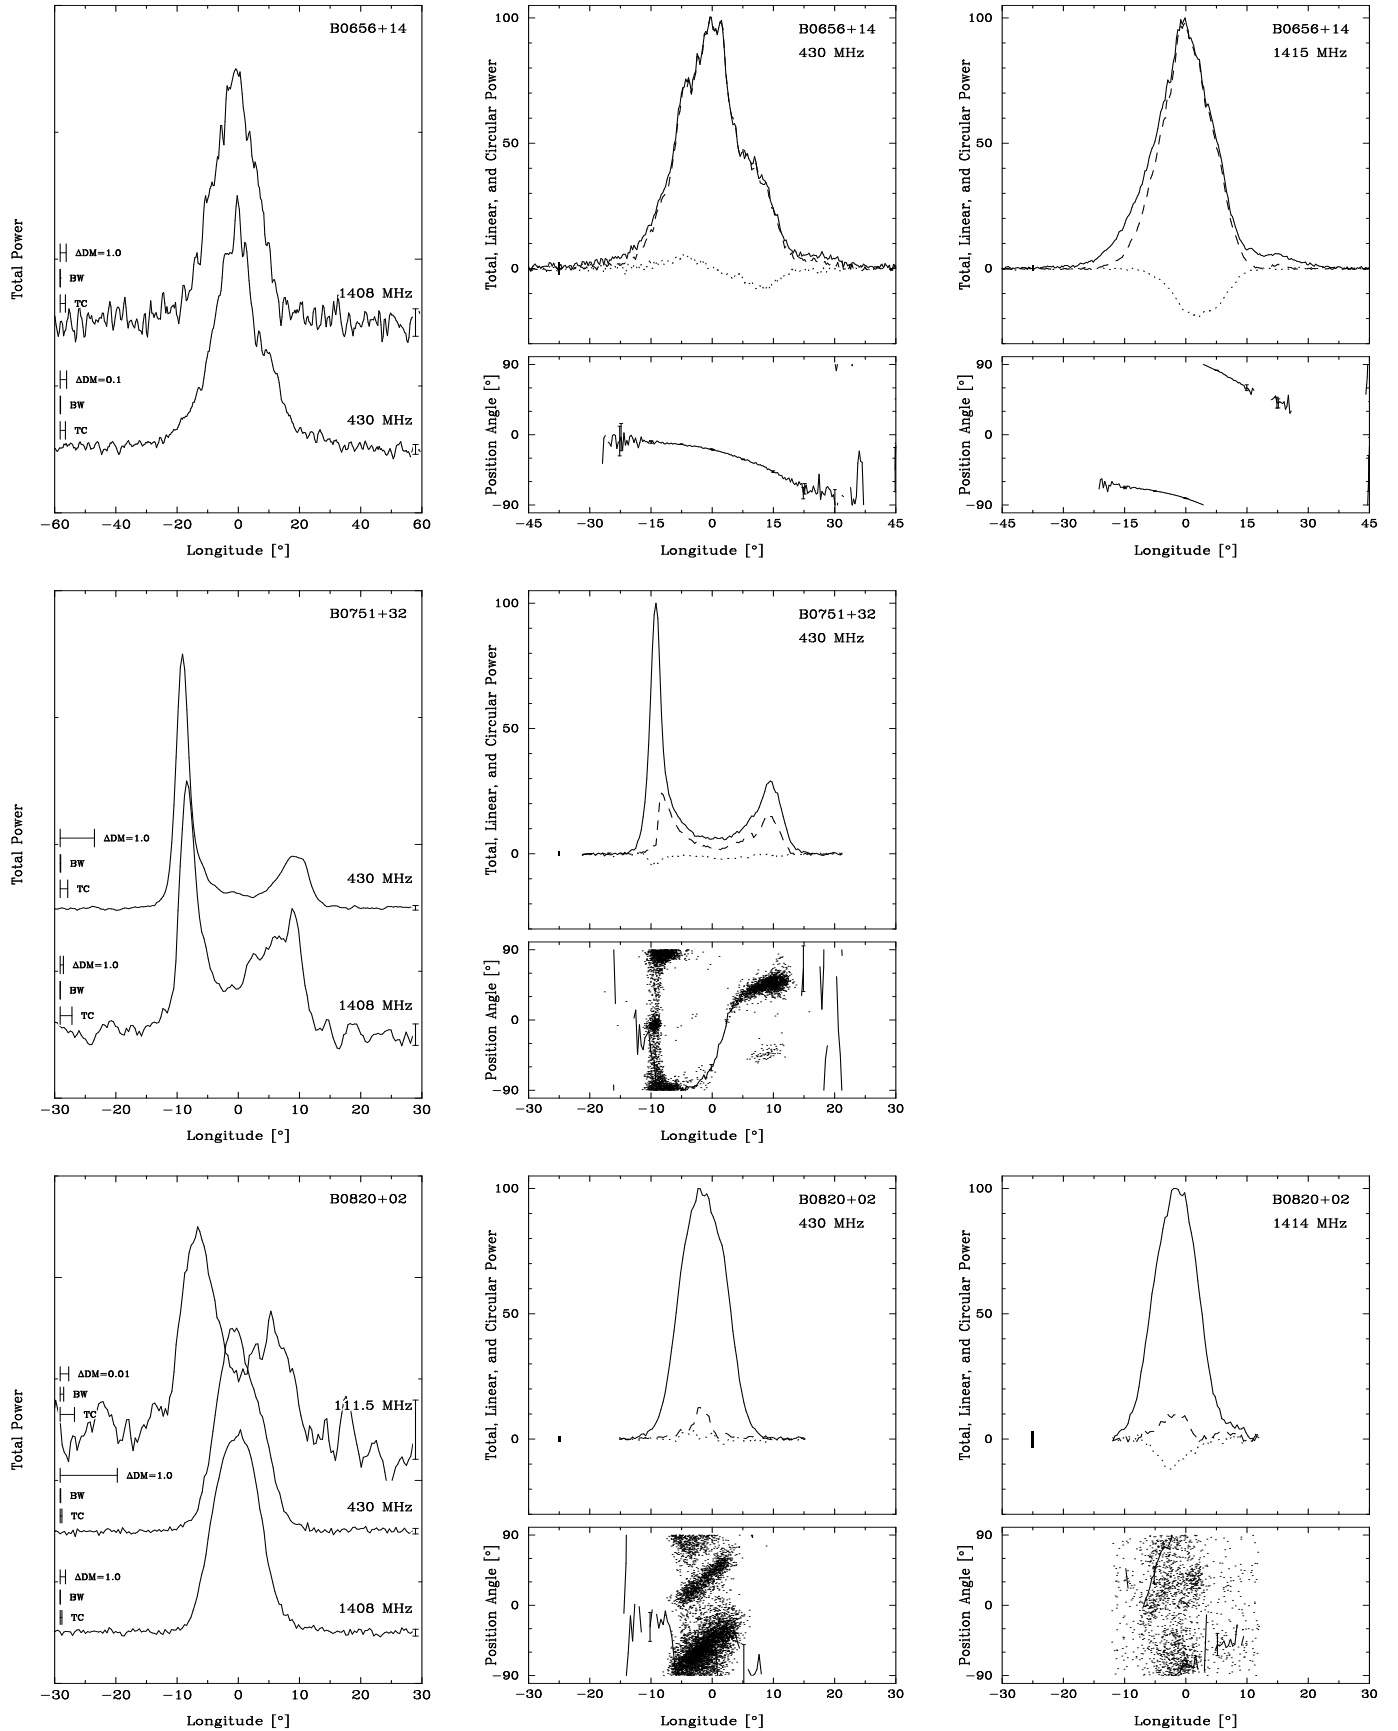 B0656+14
Total Power
ΔDM=1.0
BW
TC
1408 MHz
ΔDM=0.1
BW
TC
430 MHz
−60 −40 −20 0 20 40 60
Longitude [°]
B0656+14
430 MHz
Total, Linear, and Circular Power
100
50
0
Position Angle [°]
90
0
−90
−45 −30 −15 0 15 30 45
Longitude [°]
B0656+14
1415 MHz
Total, Linear, and Circular Power
100
50
0
Position Angle [°]
90
0
−90
−45 −30 −15 0 15 30 45
Longitude [°]
B0751+32
Total Power
ΔDM=1.0
BW
TC
430 MHz
ΔDM=1.0
BW
TC
1408 MHz
−30 −20 −10 0 10 20 30
Longitude [°]
B0751+32
430 MHz
Total, Linear, and Circular Power
100
50
0
Position Angle [°]
90
0
−90
−30 −20 −10 0 10 20 30
Longitude [°]
B0820+02
Total Power
ΔDM=0.01
BW
TC
111.5 MHz
ΔDM=1.0
BW
TC
430 MHz
ΔDM=1.0
BW
TC
1408 MHz
−30 −20 −10 0 10 20 30
Longitude [°]
B0820+02
430 MHz
Total, Linear, and Circular Power
100
50
0
Position Angle [°]
90
0
−90
−30 −20 −10 0 10 20 30
Longitude [°]
B0820+02
1414 MHz
Total, Linear, and Circular Power
100
50
0
Position Angle [°]
90
0
−90
−30 −20 −10 0 10 20 30
Longitude [°]